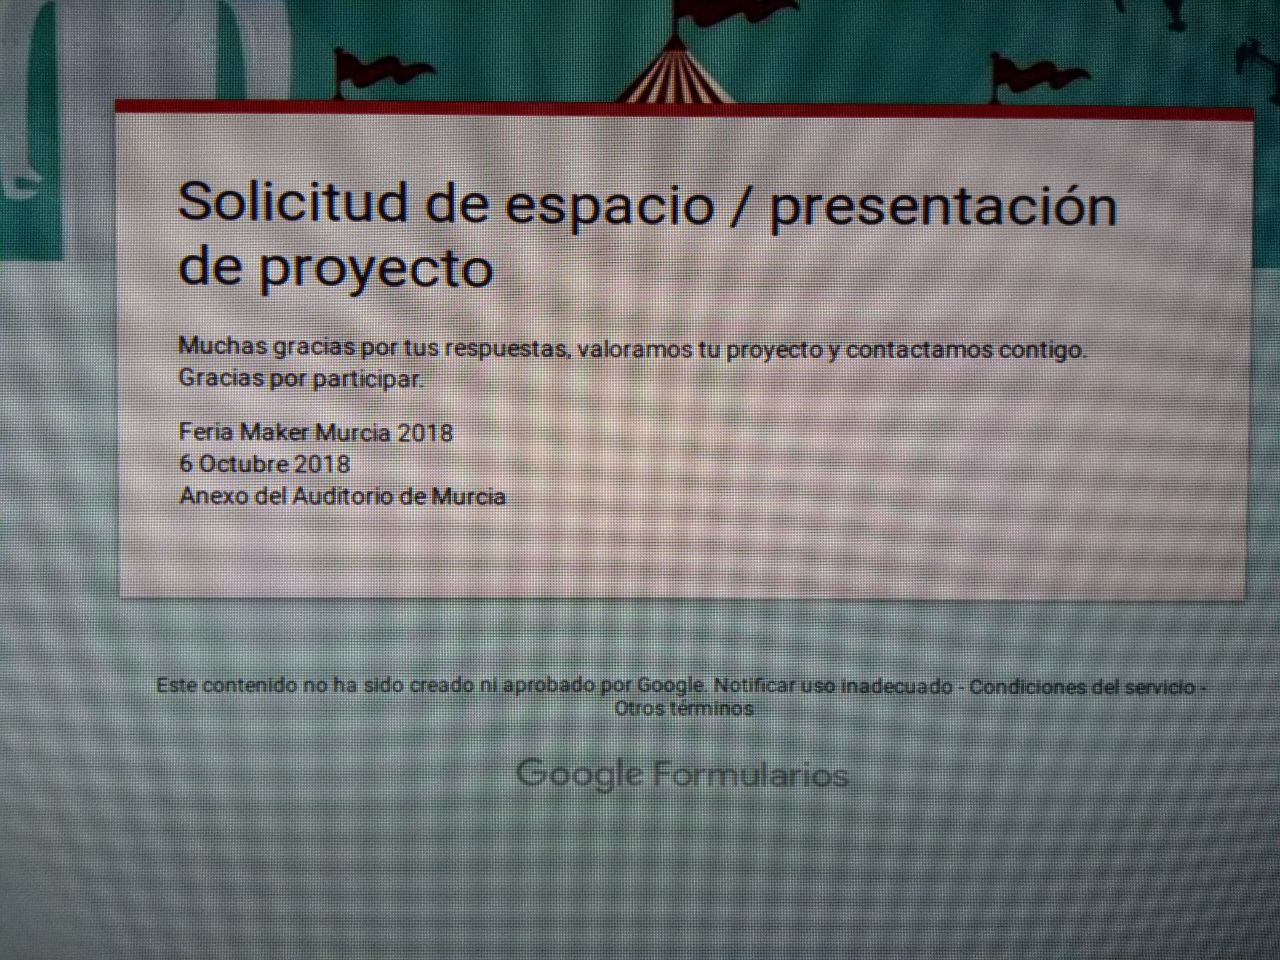 Solicitud de espacio / presentación
de proyecto
Muchas gracias por tus respuestas, valoramos tu proyecto y contactamos contigo.
Gracias por participar.
Feria Maker Murcia 2018
6 Octubre 2018
Anexo del Auditorio de Murcia
Este contenido no ha sido creado ni aprobado por Google. Notificar uso inadecuado - Condiciones del servicio -
Otros términos
Google Formularios